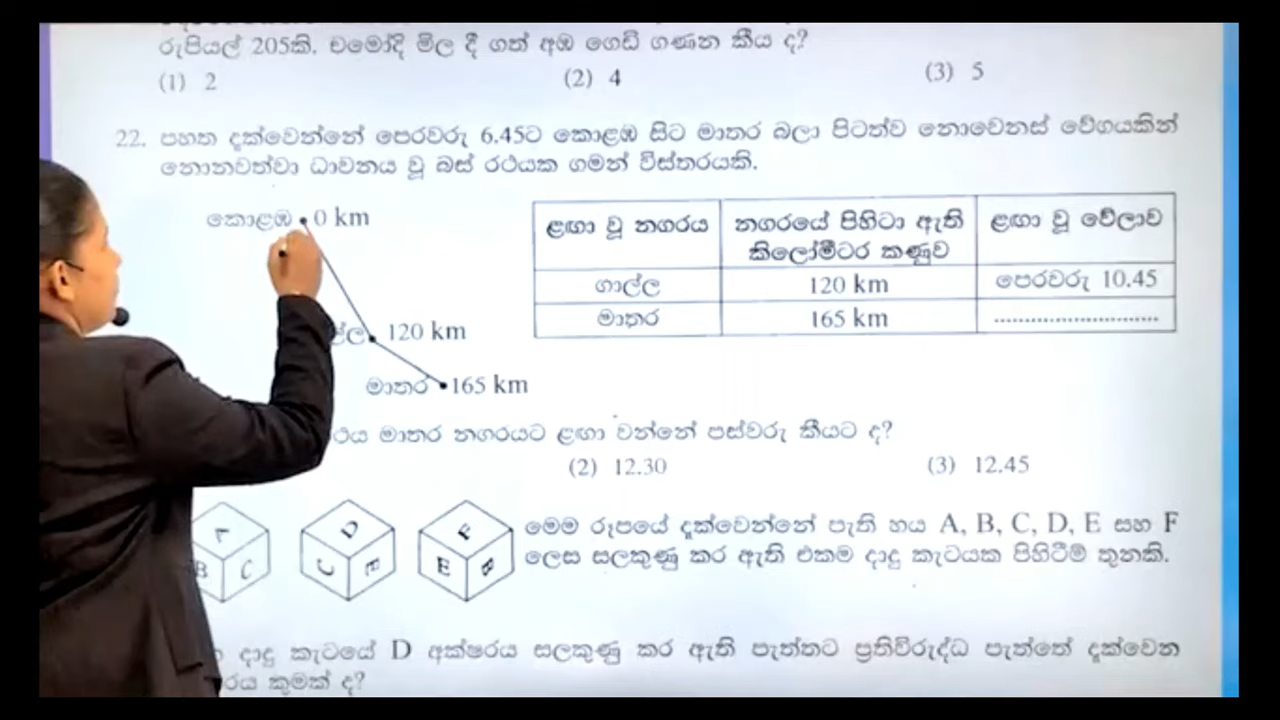 රුපියල් 205කි. චමෝදි මිල දී ගත් අඹ ගෙඩි ගණන කීය ද?
(1) 2 (2) 4 (3) 5
22. පහත දැක්වෙන්නේ පෙරවරු 6.45ට කොළඹ සිට මාතර බලා පිටත්ව නොවෙනස් වේගයකින්
නොනවත්වා ධාවනය වූ බස් රථයක ගමන් විස්තරයකි.
කොළඹ 0 km
120 km
මාතර 165 km
ළඟා වූ නගරය නගරයේ පිහිටා ඇති කිලෝමීටර කණුව ළඟා වූ වේලාව
ගාල්ල 120 km පෙරවරු 10.45
මාතර 165 km ................................
මාතර නගරයට ළඟා වන්නේ පස්වරු කීයට ද?
(2) 12.30 (3) 12.45
A B C
D C E
F E B
මෙම රූපයේ දැක්වෙන්නේ පැති හය A, B, C, D, E සහ F
ලෙස සලකුණු කර ඇති එකම දාදු කැටයක පිහිටීම් තුනකි.
දාදු කැටයේ D අක්ෂරය සලකුණු කර ඇති පැත්තට ප්‍රතිවිරුද්ධ පැත්තේ දැක්වෙන
කුමක් ද?